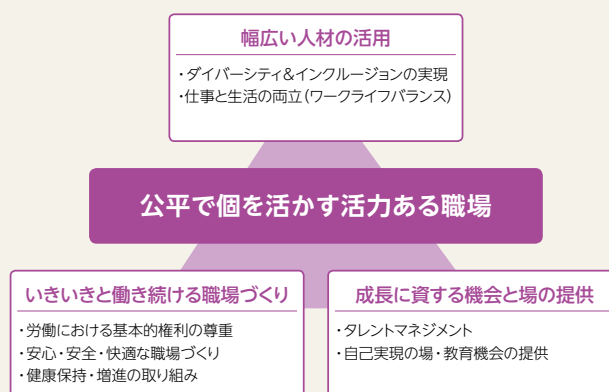 幅広い人材の活用
・ダイバーシティ&インクルージョンの実現
・仕事と生活の両立(ワークライフバランス)
公平で個を活かす活力ある職場
いきいきと働き続ける職場づくり
・労働における基本的権利の尊重
・安心・安全・快適な職場づくり
・健康保持・増進の取り組み
成長に資する機会と場の提供
・タレントマネジメント
・自己実現の場・教育機会の提供